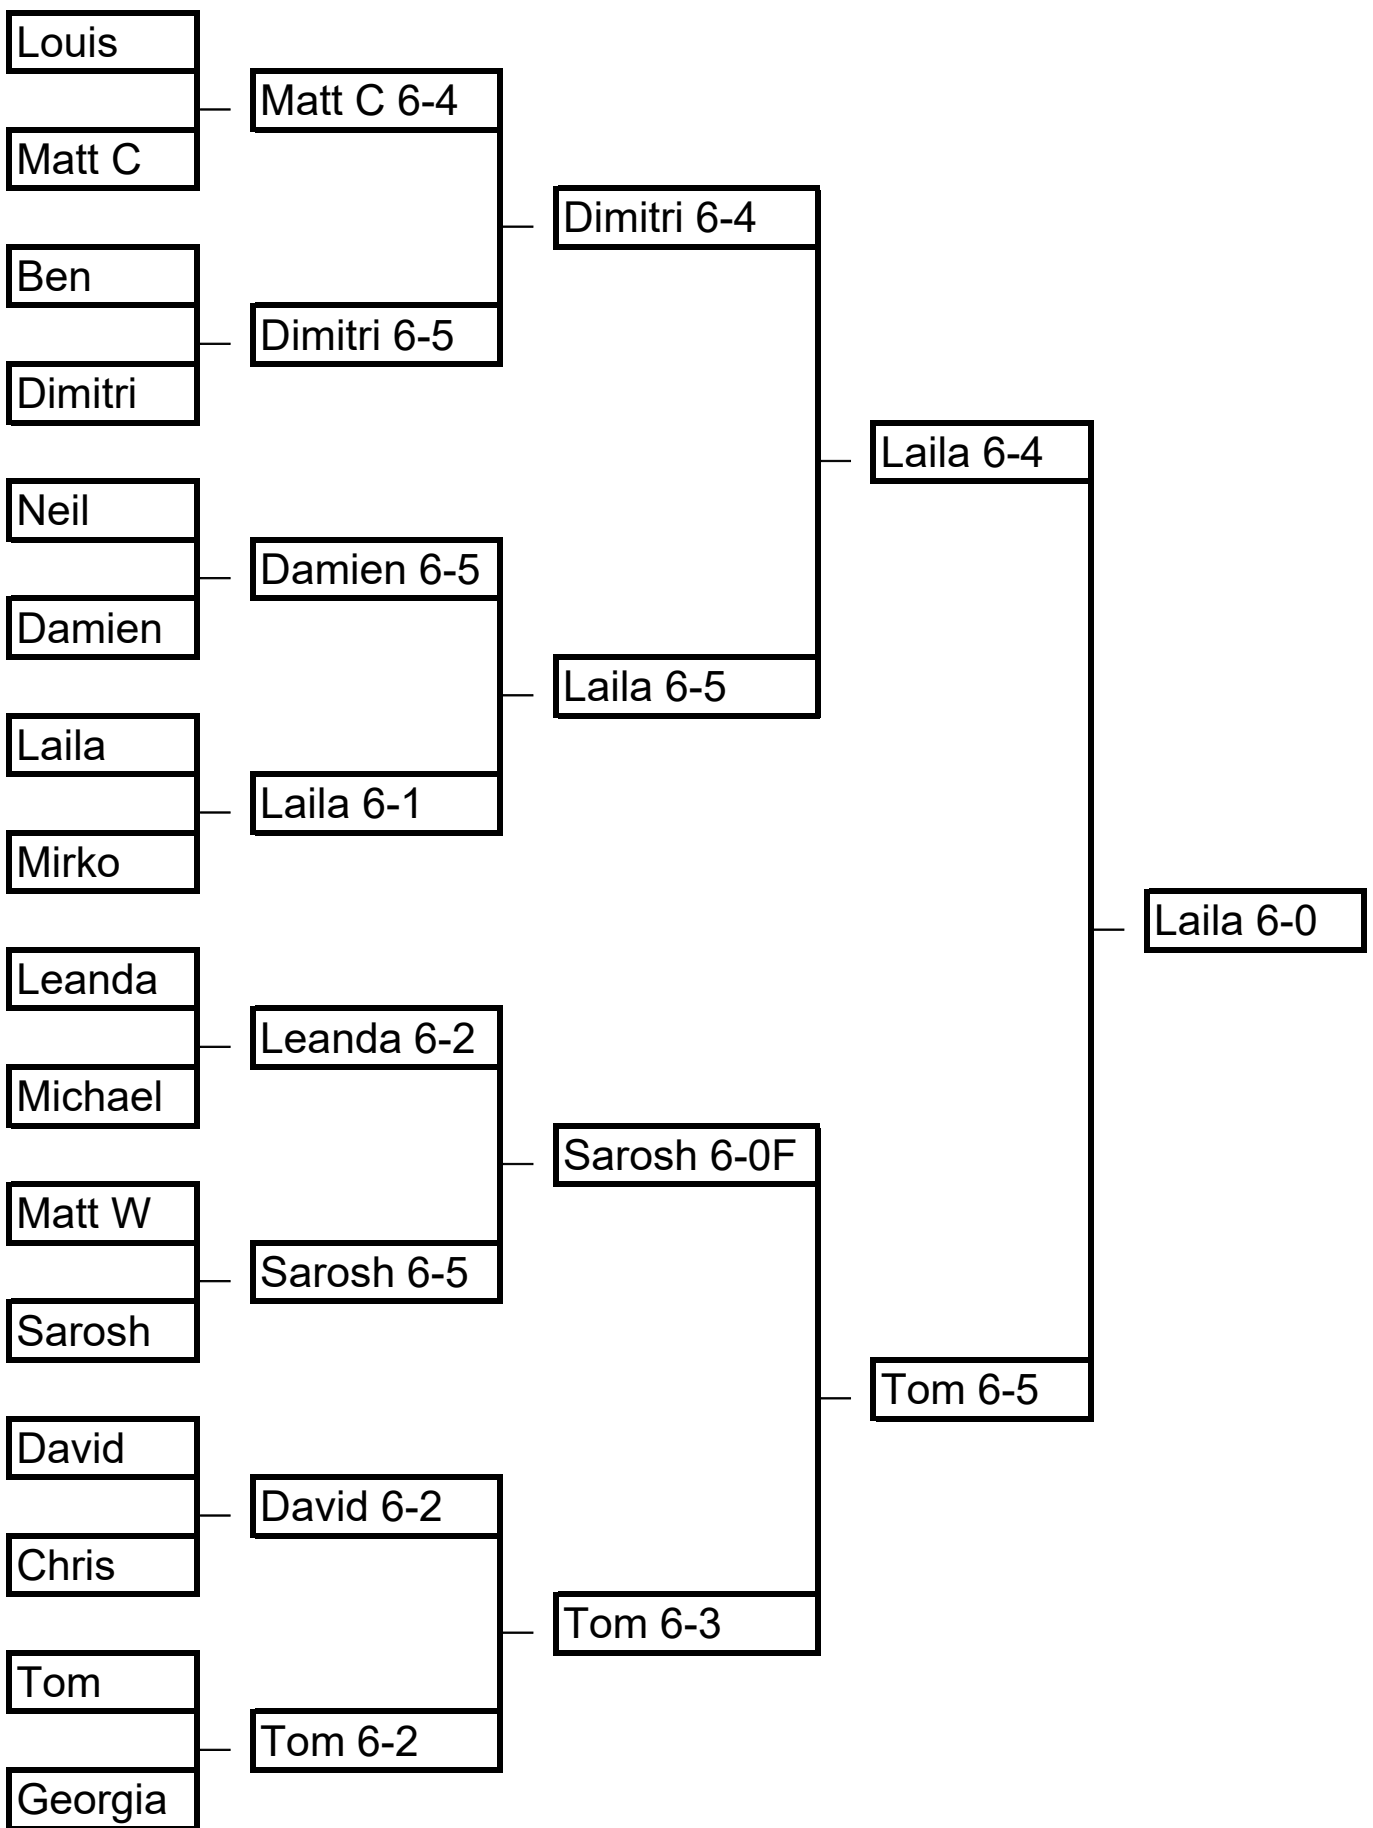 Louis
Matt C
Ben
Dimitri
Neil
Damien
Laila
Mirko
Leanda
Michael
Matt W
Sarosh
David
Chris
Tom
Georgia
Matt C 6-4
Dimitri 6-5
Damien 6-5
Laila 6-1
Leanda 6-2
Sarosh 6-5
David 6-2
Tom 6-2
Dimitri 6-4
Laila 6-5
Sarosh 6-0F
Tom 6-3
Laila 6-4
Tom 6-5
Laila 6-0